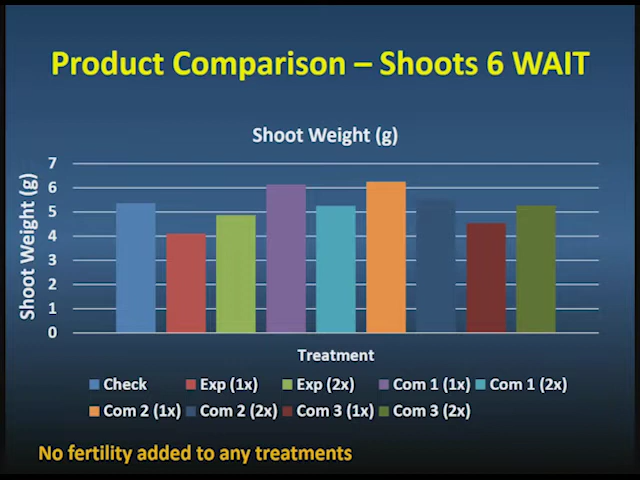 Product Comparison – Shoots 6 WAIT
Shoot Weight (g)
Shoot Weight (g)
7
6
5
4
3
2
1
0
Treatment
Check Exp (1x) Exp (2x) Com 1 (1x) Com 1 (2x)
Com 2 (1x) Com 2 (2x) Com 3 (1x) Com 3 (2x)
No fertility added to any treatments